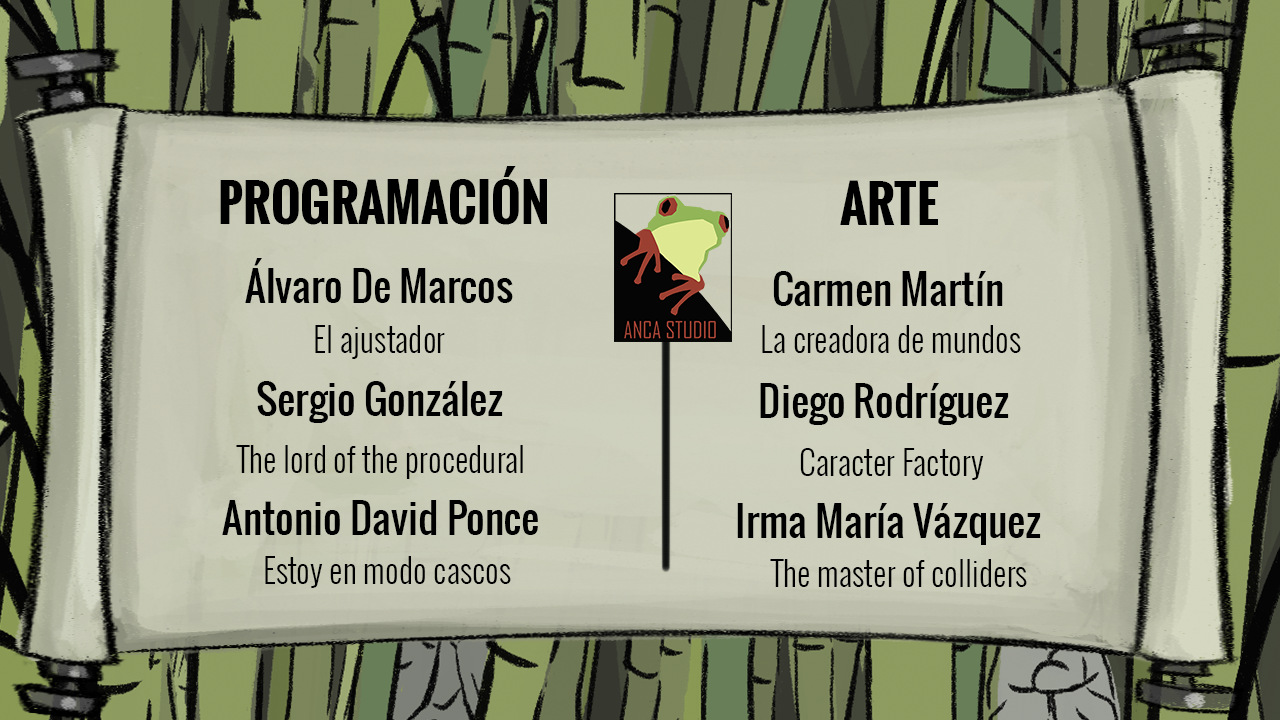 PROGRAMACIÓN
Álvaro De Marcos
El ajustador
Sergio González
The lord of the procedural
Antonio David Ponce
Estoy en modo cascos
ANCA STUDIO
ARTE
Carmen Martín
La creadora de mundos
Diego Rodríguez
Caracter Factory
Irma María Vázquez
The master of colliders